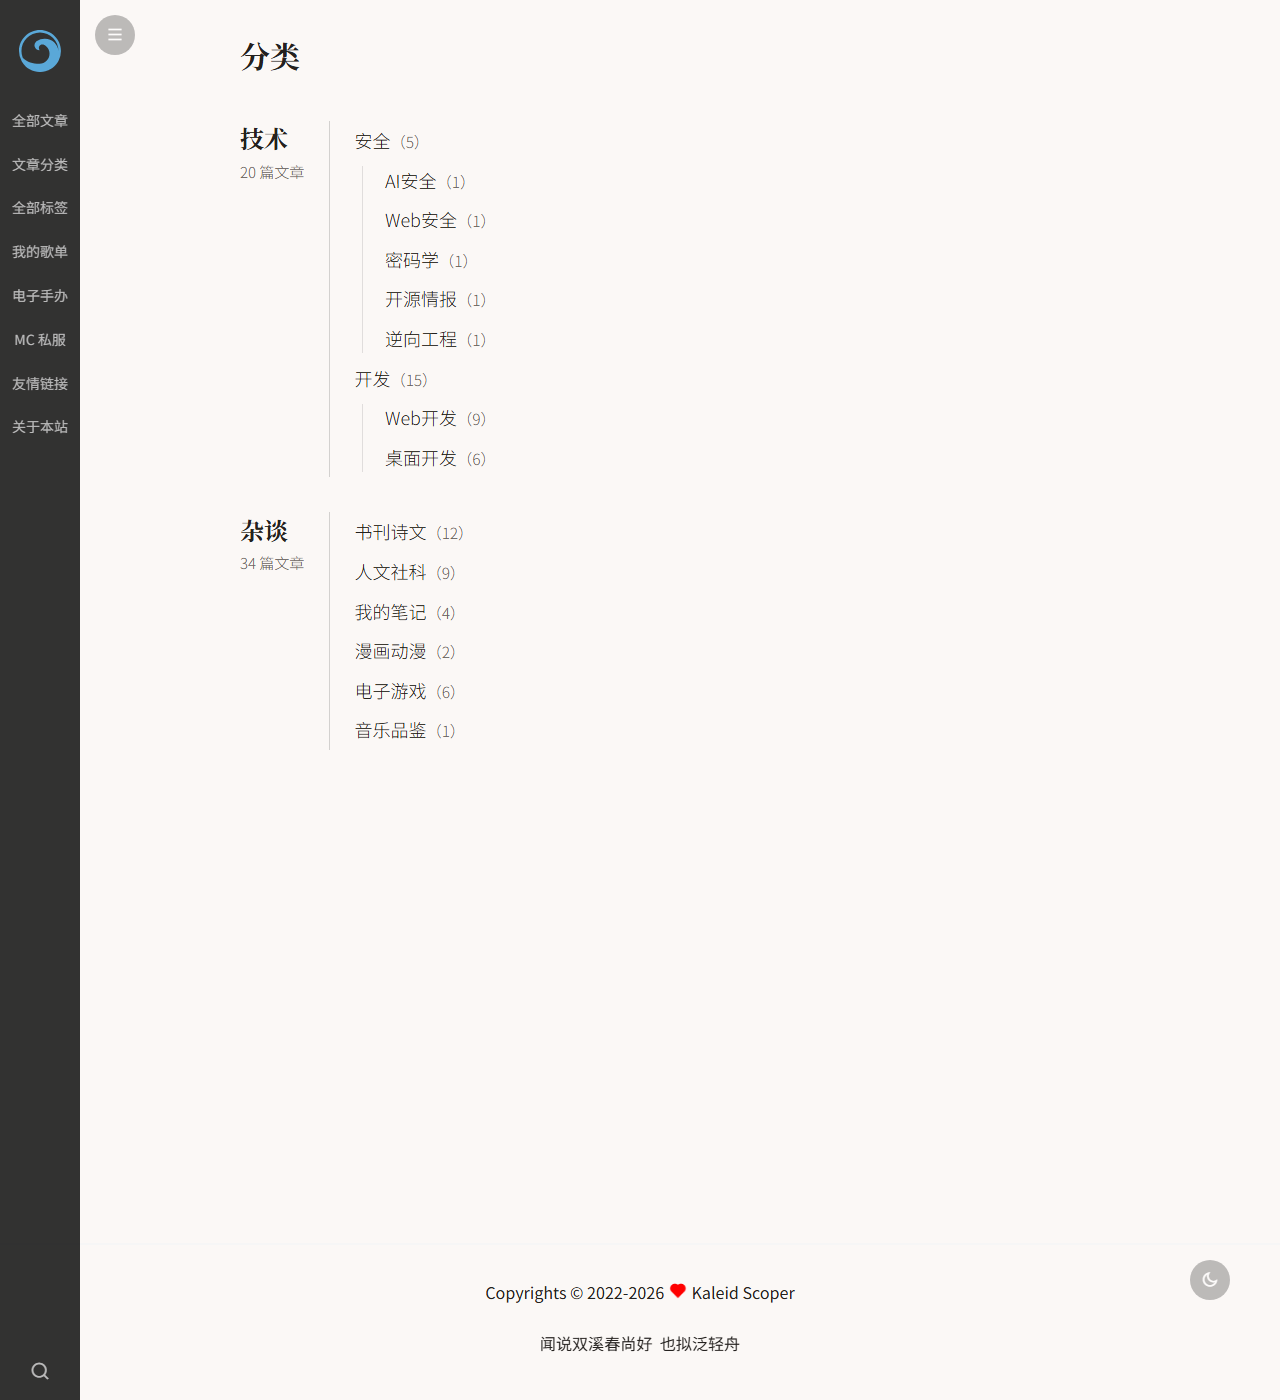 全部文章
文章分类
全部标签
我的歌单
电子手办
MC 私服
友情链接
关于本站
分类
技术
20 篇文章
安全（5）
AI安全（1）
Web安全（1）
密码学（1）
开源情报（1）
逆向工程（1）
开发（15）
Web开发（9）
桌面开发（6）
杂谈
34 篇文章
书刊诗文（12）
人文社科（9）
我的笔记（4）
漫画动漫（2）
电子游戏（6）
音乐品鉴（1）
Copyrights © 2022-2026 ❤ Kaleid Scoper
闻说双溪春尚好 也拟泛轻舟